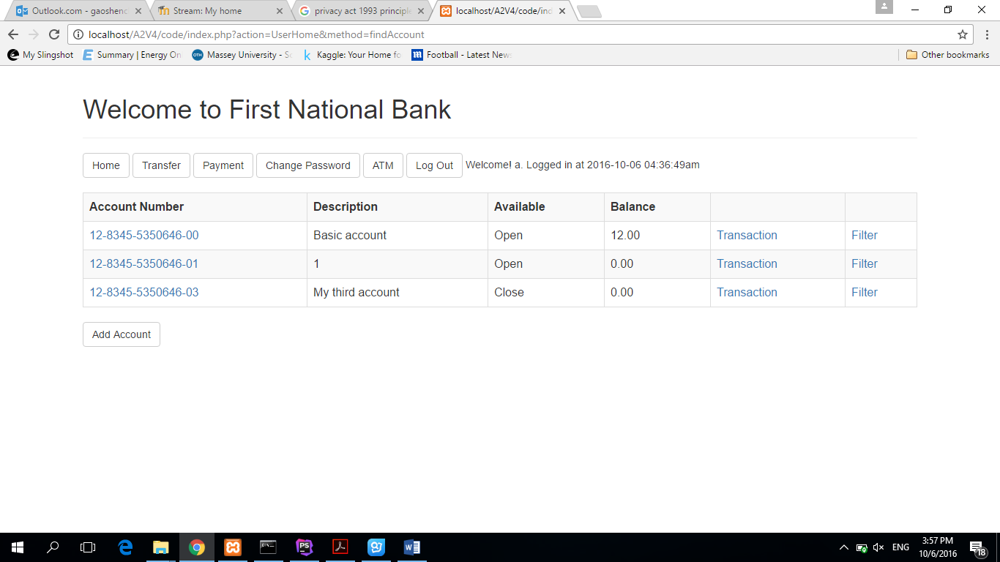 Outlook.com - gaoshenc
Stream: My home
privacy act 1993 principle
localhost/A2V4/code/ind
localhost/A2V4/code/index.php?action=UserHome&method=findAccount
My Slingshot Summary | Energy On Massey University - Sc Kaggle: Your Home fo Football - Latest News Other bookmarks
Welcome to First National Bank
Home Transfer Payment Change Password ATM Log Out Welcome! a. Logged in at 2016-10-06 04:36:49am
Account Number Description Available Balance
12-8345-5350646-00 Basic account Open 12.00 Transaction Filter
12-8345-5350646-01 1 Open 0.00 Transaction Filter
12-8345-5350646-03 My third account Close 0.00 Transaction Filter
Add Account
ENG
3:57 PM
10/6/2016
18